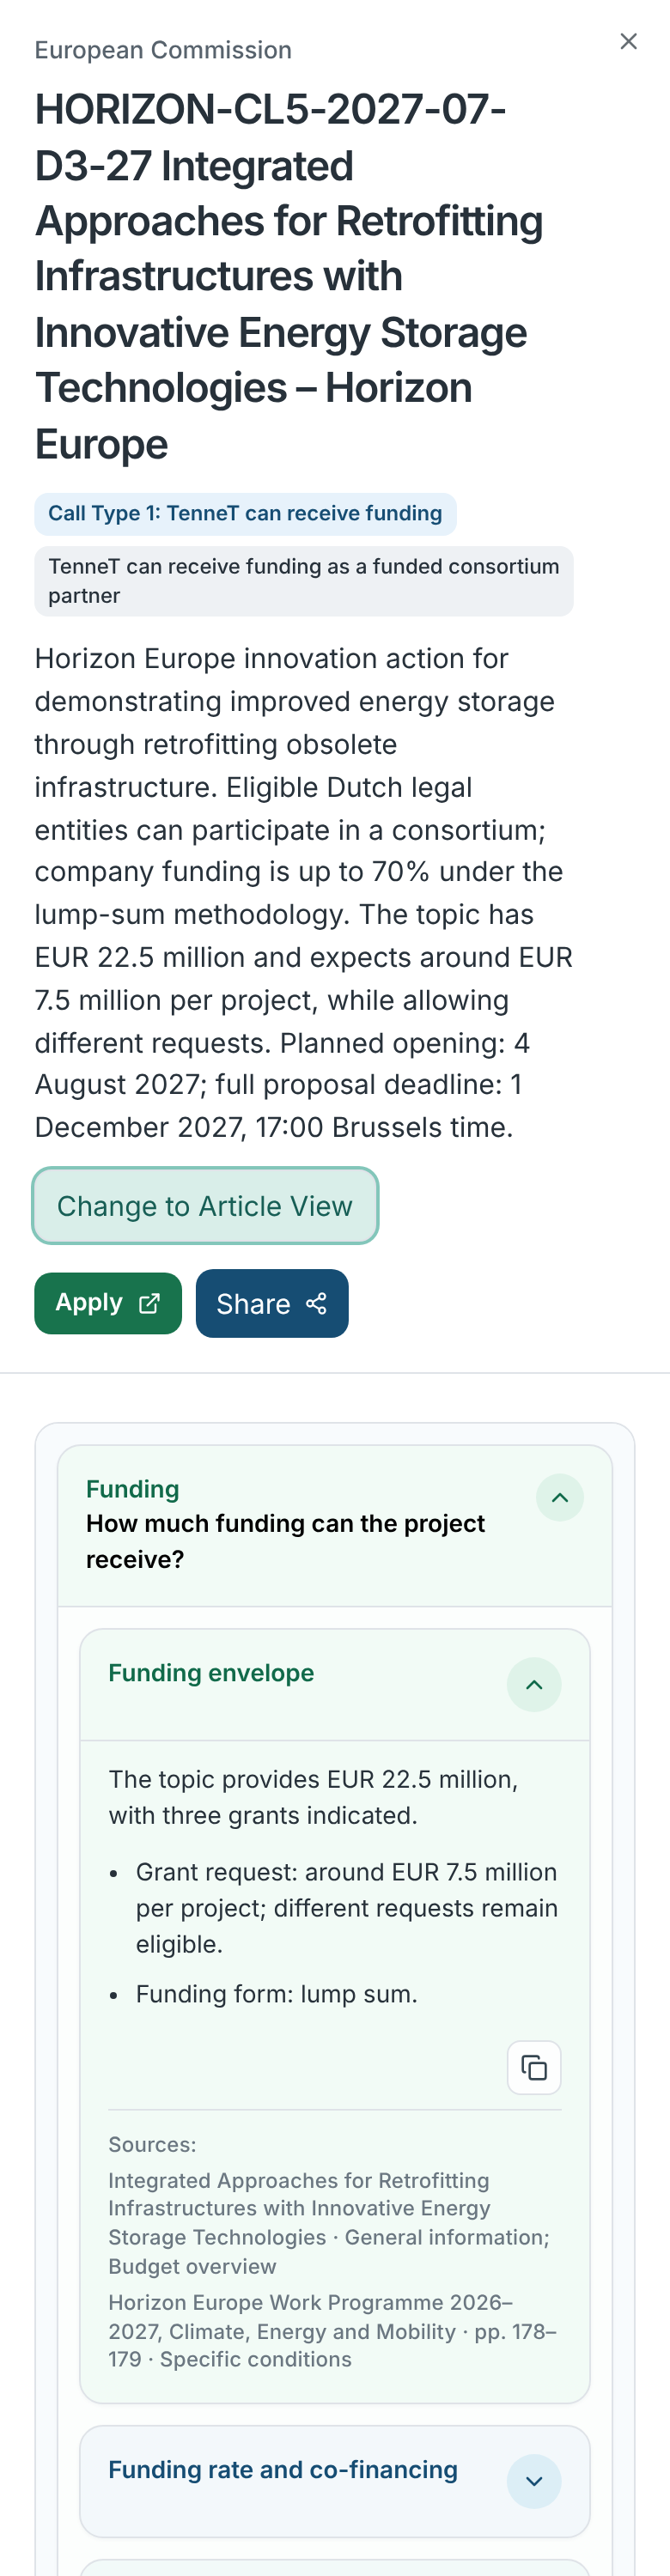 European Commission
HORIZON-CL5-2027-07-
D3-27 Integrated
Approaches for Retrofitting
Infrastructures with
Innovative Energy Storage
Technologies – Horizon
Europe
Call Type 1: TenneT can receive funding
TenneT can receive funding as a funded consortium
partner
Horizon Europe innovation action for
demonstrating improved energy storage
through retrofitting obsolete
infrastructure. Eligible Dutch legal
entities can participate in a consortium;
company funding is up to 70% under the
lump-sum methodology. The topic has
EUR 22.5 million and expects around EUR
7.5 million per project, while allowing
different requests. Planned opening: 4
August 2027; full proposal deadline: 1
December 2027, 17:00 Brussels time.
Change to Article View
Apply
Share
Funding
How much funding can the project
receive?
Funding envelope
The topic provides EUR 22.5 million,
with three grants indicated.
• Grant request: around EUR 7.5 million
per project; different requests remain
eligible.
• Funding form: lump sum.
Sources:
Integrated Approaches for Retrofitting
Infrastructures with Innovative Energy
Storage Technologies · General information;
Budget overview
Horizon Europe Work Programme 2026–
2027, Climate, Energy and Mobility · pp. 178–
179 · Specific conditions
Funding rate and co-financing